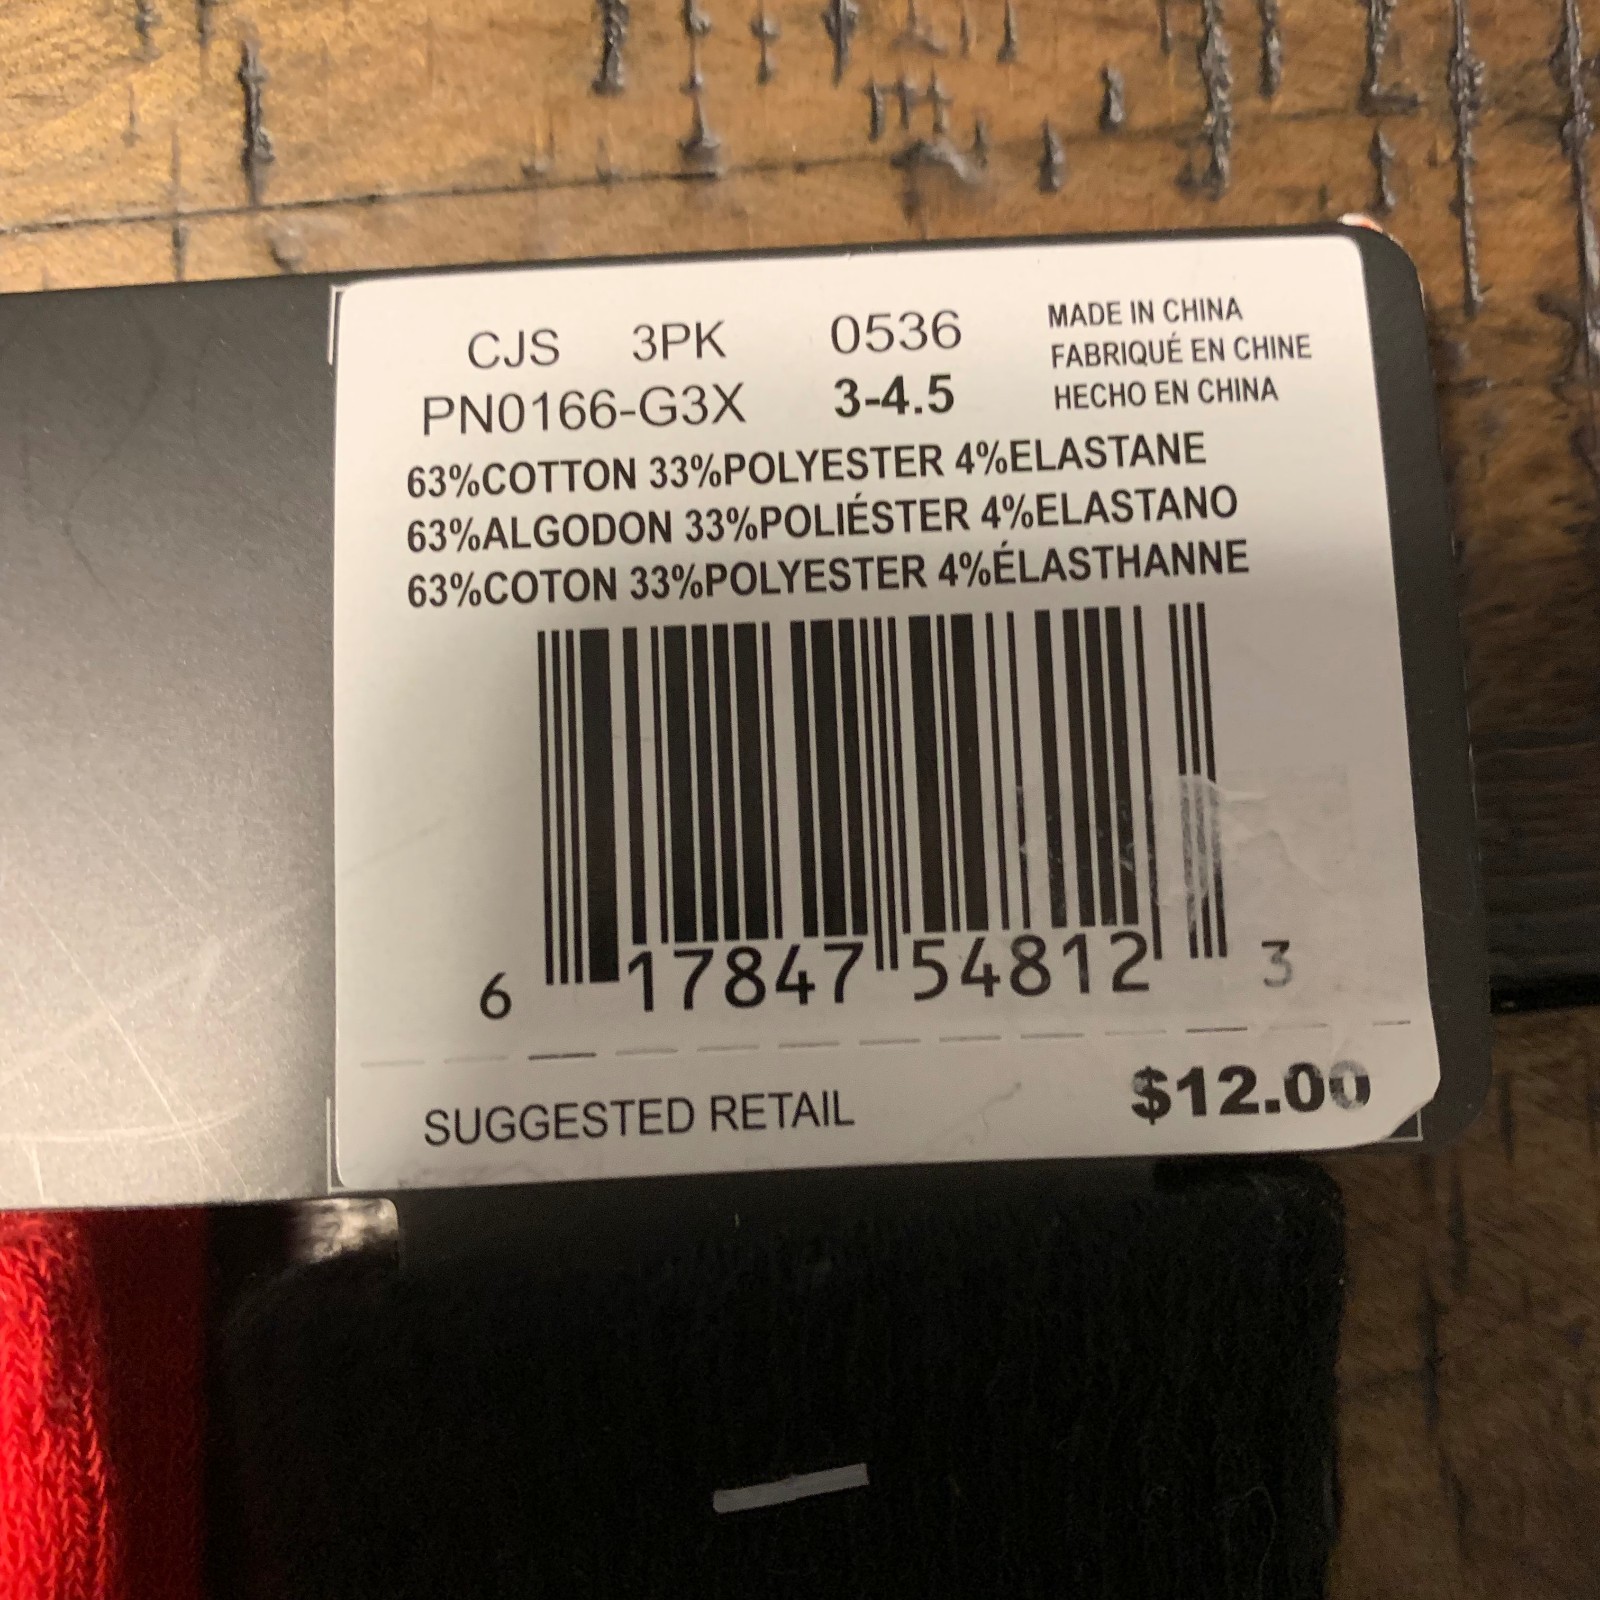 CJS 3PK 0536
PN0166-G3X 3-4.5
MADE IN CHINA
FABRIQUÉ EN CHINE
HECHO EN CHINA
63%COTTON 33%POLYESTER 4%ELASTANE
63%ALGODON 33%POLIÉSTER 4%ELASTANO
63%COTON 33%POLYESTER 4%ÉLASTHANNE
6 17847 54812 3
SUGGESTED RETAIL $12.00